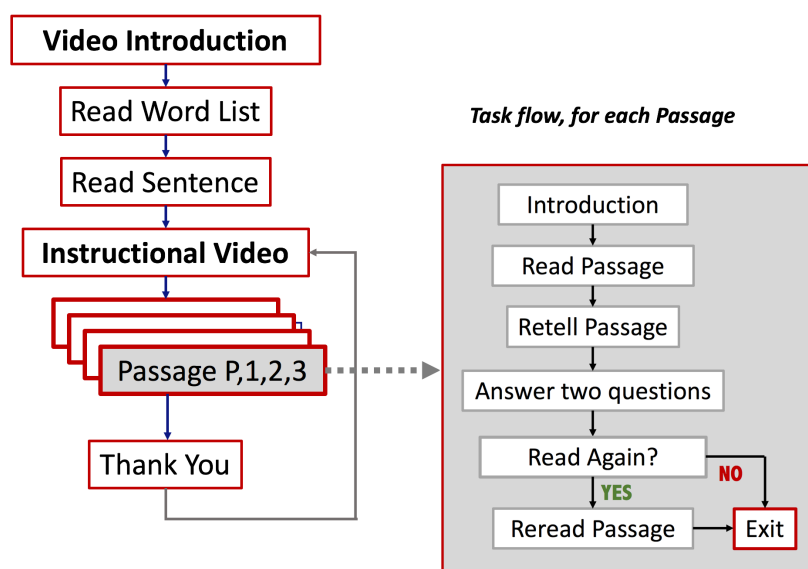 Video Introduction
Read Word List
Read Sentence
Instructional Video
Passage P,1,2,3
Thank You
Task flow, for each Passage
Introduction
Read Passage
Retell Passage
Answer two questions
Read Again?
NO
YES
Reread Passage
Exit